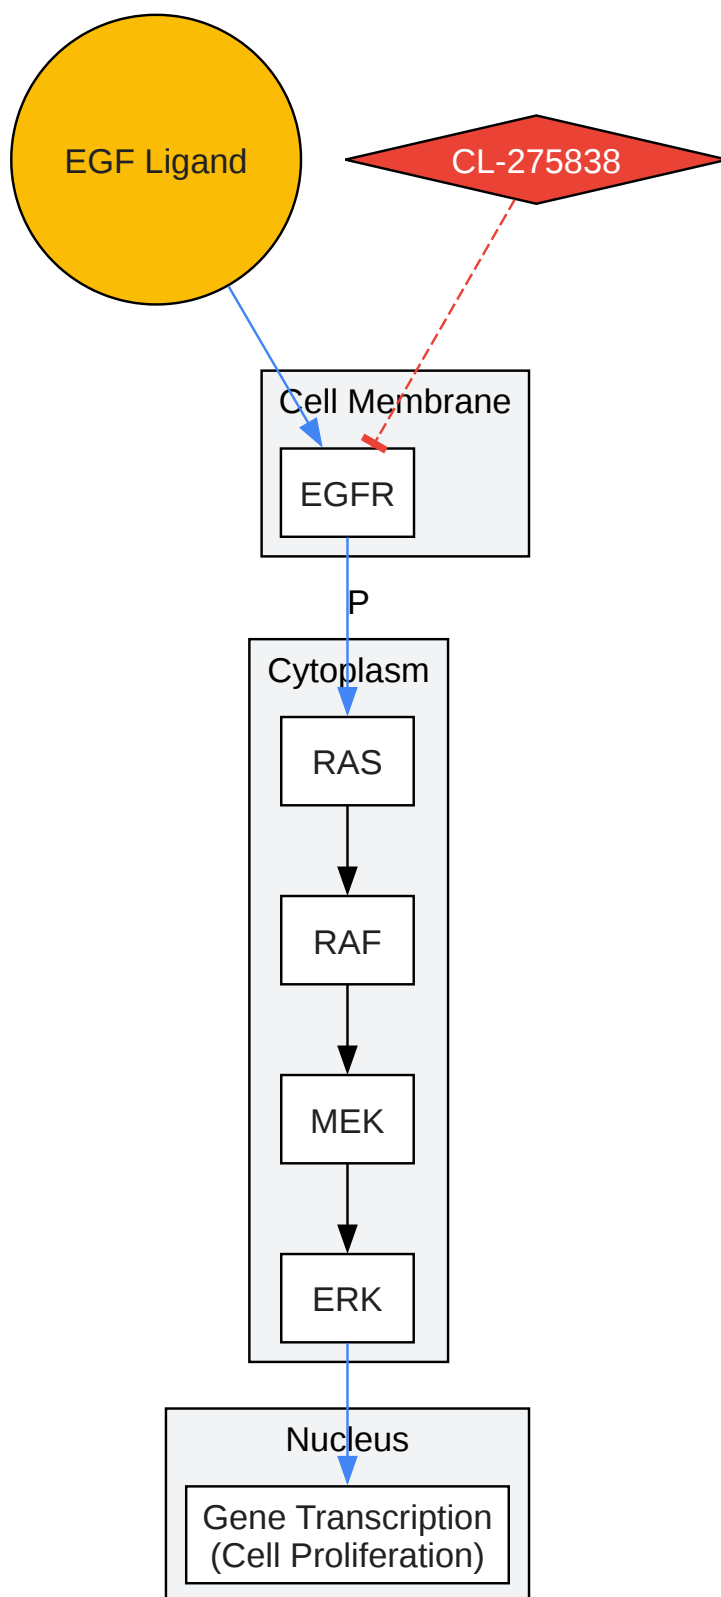 EGF Ligand
CL-275838
Cell Membrane
EGFR
P
Cytoplasm
RAS
RAF
MEK
ERK
Nucleus
Gene Transcription
(Cell Proliferation)